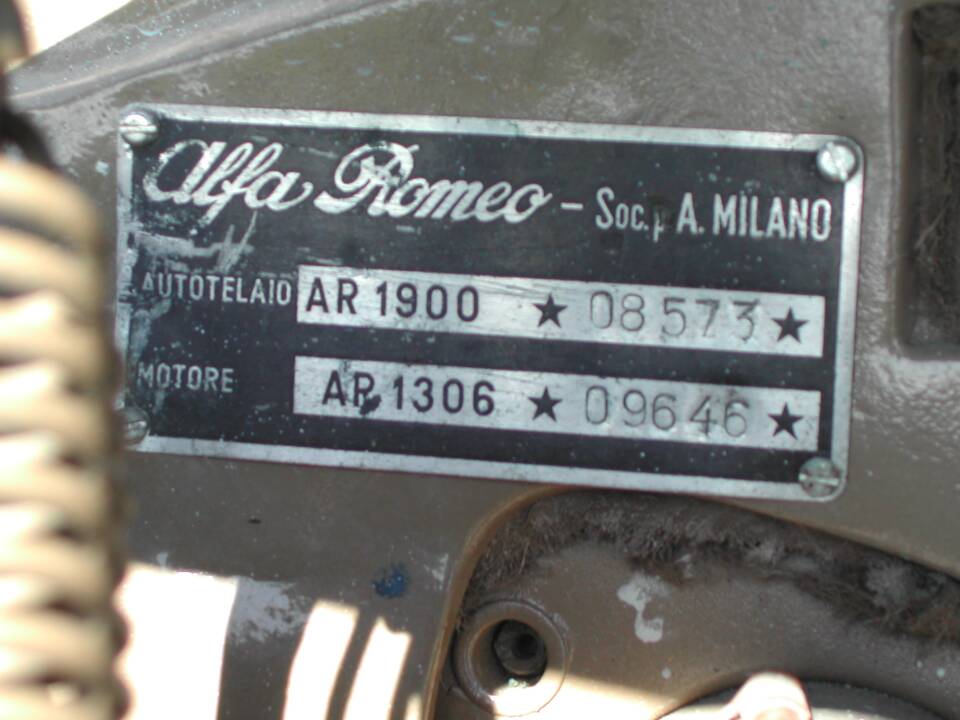 Alfa Romeo - Soc. p A. MILANO
AUTOTELAIO AR 1900 ★ 08573 ★
MOTORE AR 1306 ★ 09646 ★